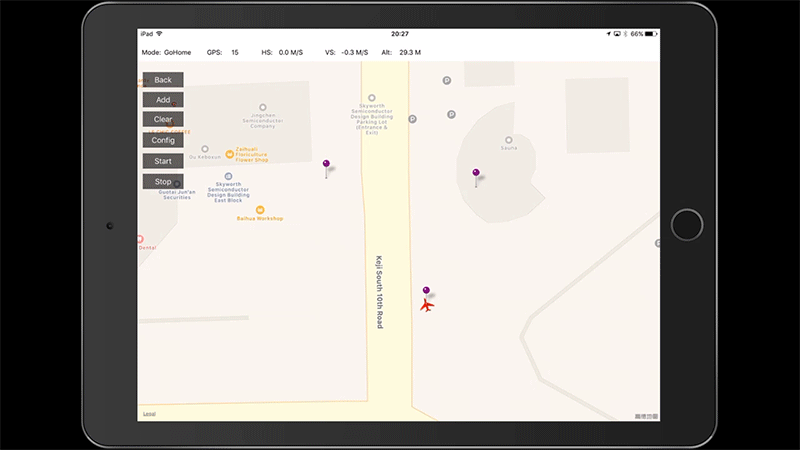 iPad
20:27
66%
Mode: GoHome GPS: 15 HS: 0.0 M/S VS: -0.3 M/S Alt: 29.3 M
Back
Add
Clear
Config
Start
Stop
Jingchen
Semiconductor
Company
Skyworth
Semiconductor
Design Building
Parking Lot
(Entrance &
Exit)
P
P
P
P
Sauna
Zaihuali
Floriculture
Flower Shop
Skyworth
Semiconductor
Design Building
East Block
Guotai Jun'an
Securities
Baihua Workshop
Dental
Keji South 10th Road
Legal